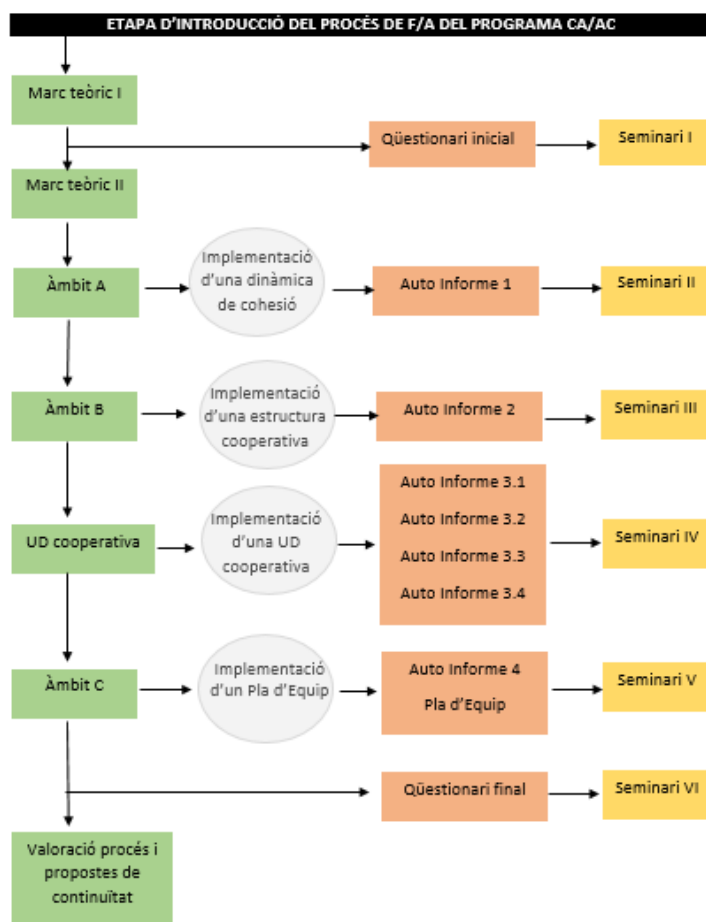 ETAPA D'INTRODUCCIÓ DEL PROCÉS DE F/A DEL PROGRAMA CA/AC
Marc teòric I
Qüestionari inicial
Seminari I
Marc teòric II
Àmbit A
Implementació
d'una dinàmica
de cohesió
Auto Informe 1
Seminari II
Àmbit B
Implementació
d'una estructura
cooperativa
Auto Informe 2
Seminari III
UD cooperativa
Implementació
d'una UD
cooperativa
Auto Informe 3.1
Auto Informe 3.2
Auto Informe 3.3
Auto Informe 3.4
Seminari IV
Àmbit C
Implementació
d'un Pla d'Equip
Auto Informe 4
Pla d'Equip
Seminari V
Qüestionari final
Seminari VI
Valoració procés i
propostes de
continuïtat